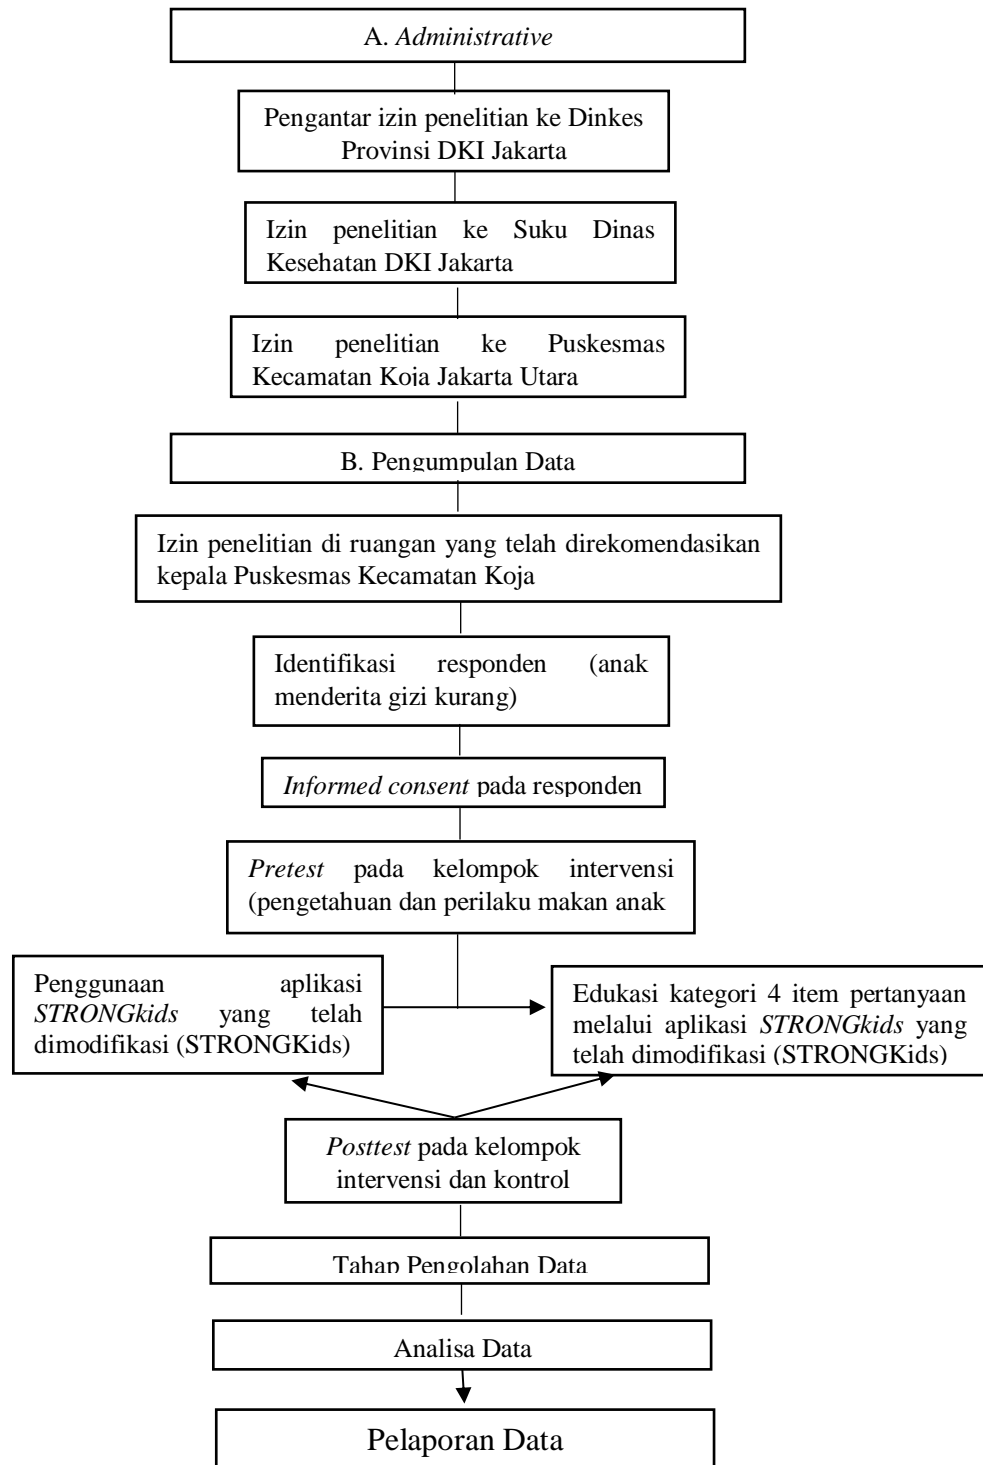 A. Administrative
Pengantar izin penelitian ke Dinkes
Provinsi DKI Jakarta
Izin penelitian ke Suku Dinas
Kesehatan DKI Jakarta
Izin penelitian ke Puskesmas
Kecamatan Koja Jakarta Utara
B. Pengumpulan Data
Izin penelitian di ruangan yang telah direkomendasikan
kepala Puskesmas Kecamatan Koja
Identifikasi responden (anak
menderita gizi kurang)
Informed consent pada responden
Pretest pada kelompok intervensi
(pengetahuan dan perilaku makan anak
Penggunaan aplikasi
STRONGkids yang telah
dimodifikasi (STRONGKids)
Edukasi kategori 4 item pertanyaan
melalui aplikasi STRONGkids yang
telah dimodifikasi (STRONGKids)
Posttest pada kelompok
intervensi dan kontrol
Tahap Pengolahan Data
Analisa Data
Pelaporan Data